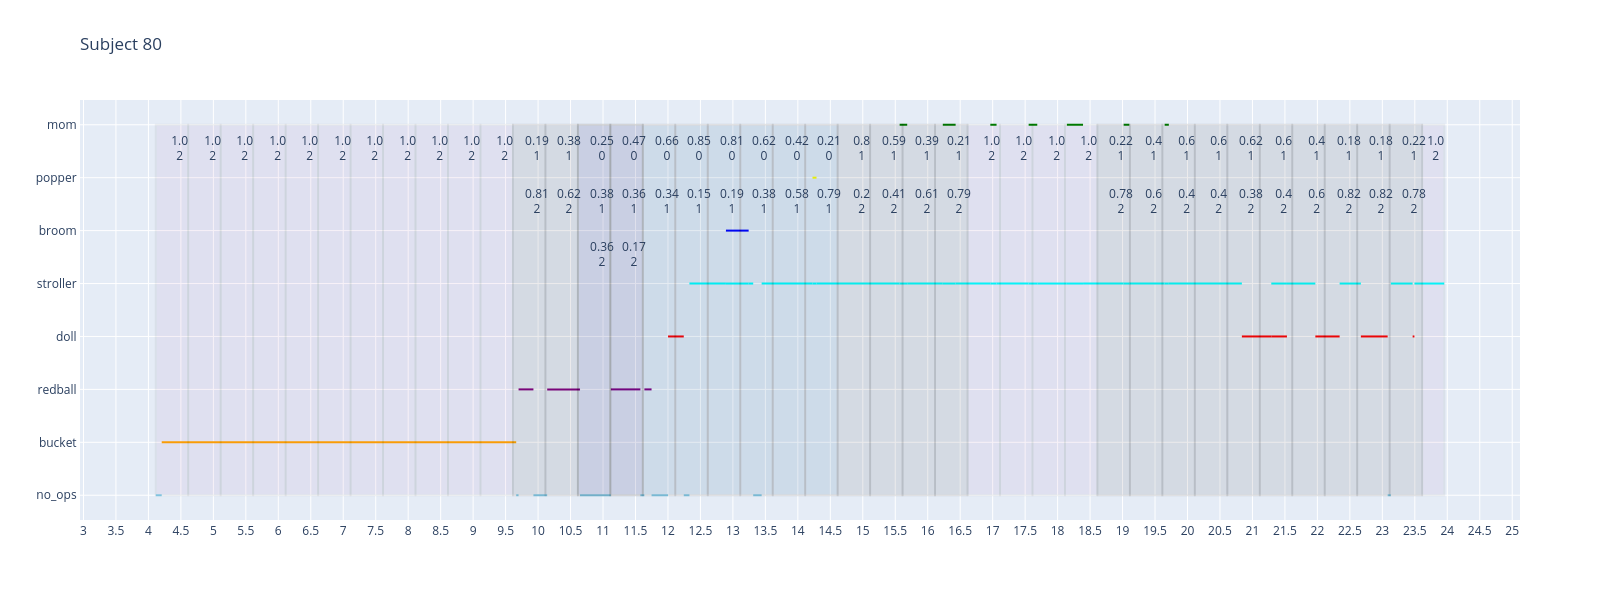 Subject 80
mom
1.0 1.0 1.0 1.0 1.0 1.0 1.0 1.0 1.0 1.0 1.0 0.19 0.38 0.25 0.47 0.66 0.85 0.81 0.62 0.42 0.21 0.8 0.59 0.39 0.21 1.0 1.0 1.0 1.0 0.22 0.4 0.6 0.6 0.62 0.6 0.4 0.18 0.18 0.22 1.0
2 2 2 2 2 2 2 2 2 2 2 1 1 0 0 0 0 0 0 0 0 1 1 1 1 2 2 2 2 1 1 1 1 1 1 1 1 1 1 2
popper
0.81 0.62 0.38 0.36 0.34 0.15 0.19 0.38 0.58 0.79 0.2 0.41 0.61 0.79 0.78 0.6 0.4 0.4 0.38 0.4 0.6 0.82 0.82 0.78
2 2 1 1 1 1 1 1 1 1 2 2 2 2 2 2 2 2 2 2 2 2 2 2
broom
0.36 0.17
2 2
stroller
doll
redball
bucket
no_ops
3 3.5 4 4.5 5 5.5 6 6.5 7 7.5 8 8.5 9 9.5 10 10.5 11 11.5 12 12.5 13 13.5 14 14.5 15 15.5 16 16.5 17 17.5 18 18.5 19 19.5 20 20.5 21 21.5 22 22.5 23 23.5 24 24.5 25